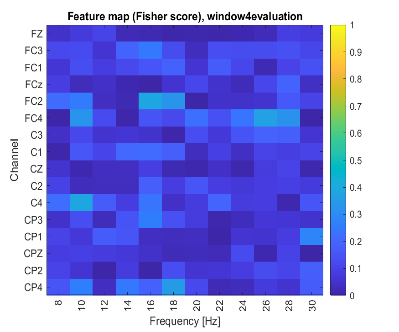 Feature map (Fisher score), window4evaluation
FZ
FC3
FC1
FCz
FC2
FC4
C3
C1
CZ
C2
C4
CP3
CP1
CPZ
CP2
CP4
Channel
8 10 12 14 16 18 20 22 24 26 28 30
Frequency [Hz]
1
0.9
0.8
0.7
0.6
0.5
0.4
0.3
0.2
0.1
0